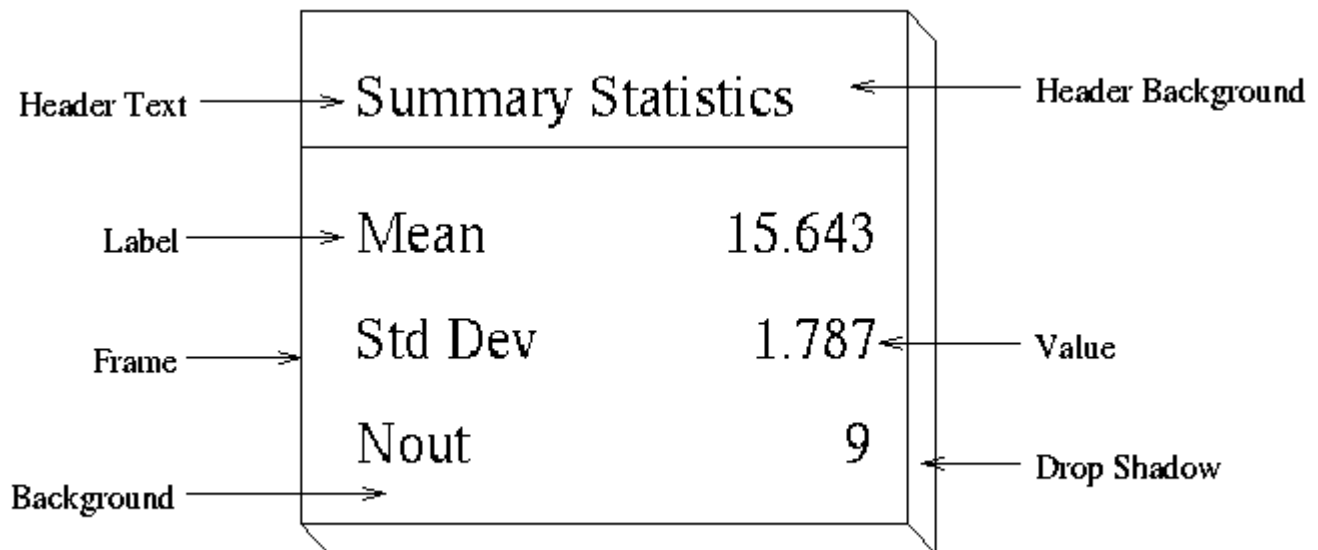 Header Text
Summary Statistics
Header Background
Label
Mean 15.643
Frame
Std Dev 1.787
Value
Nout 9
Background
Drop Shadow